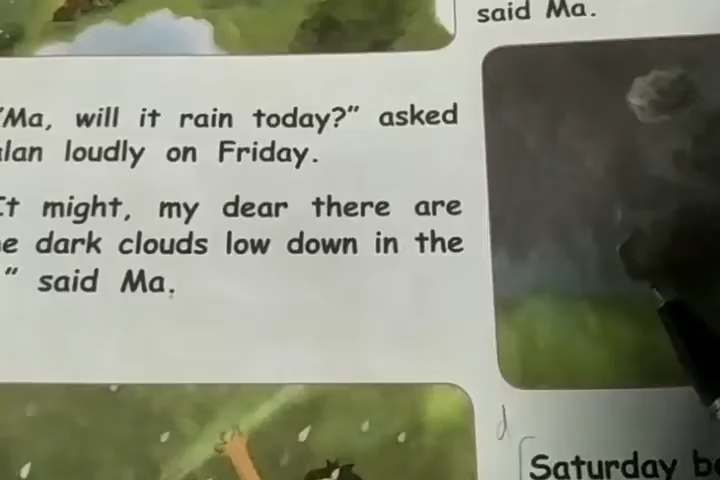 said Ma.
"Ma, will it rain today?" asked
lan loudly on Friday.
It might, my dear there are
e dark clouds low down in the
" said Ma.
d
Saturday b